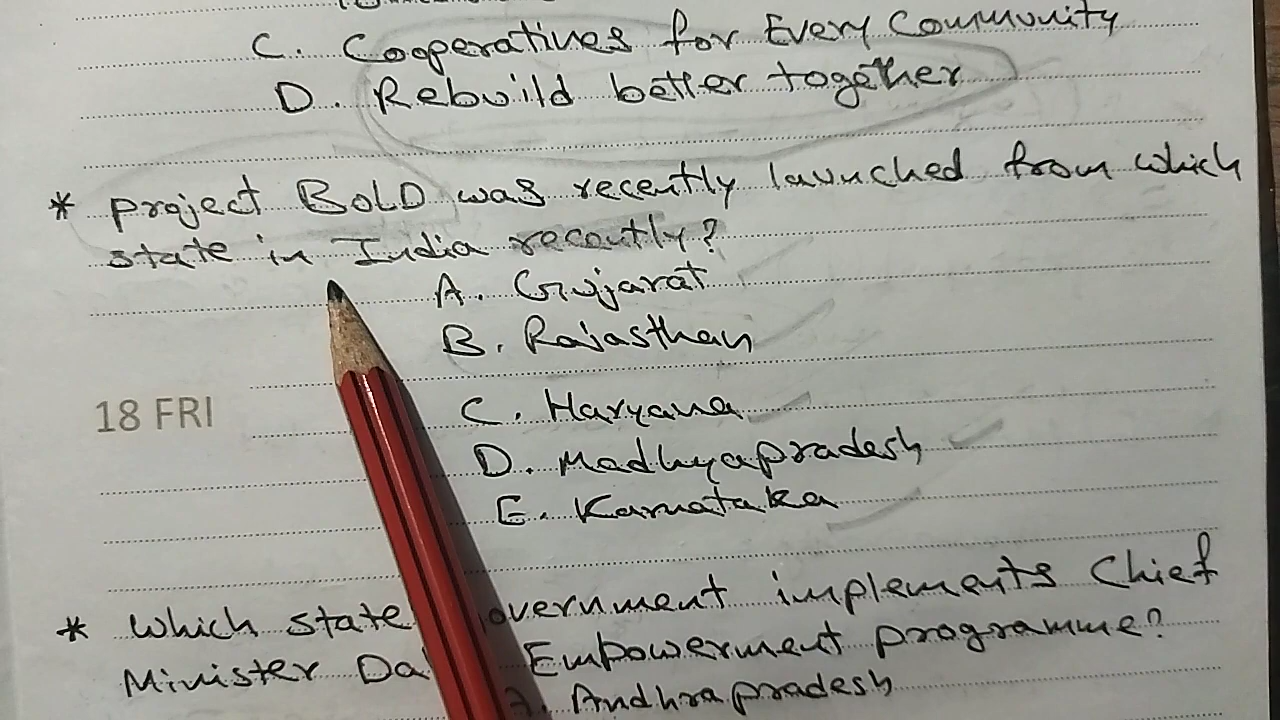 C. Cooperatives for Every Community
D. Rebuild better together
* project BOLD was recently launched from which
state in India recently?
A. Gujarat
B. Rajasthan
C. Haryana
18 FRI
D. Madhyapradesh
E. Karnataka
* Which state overnment implements Chief
Minister Da Empowerment programme?
A. Andhrapradesh